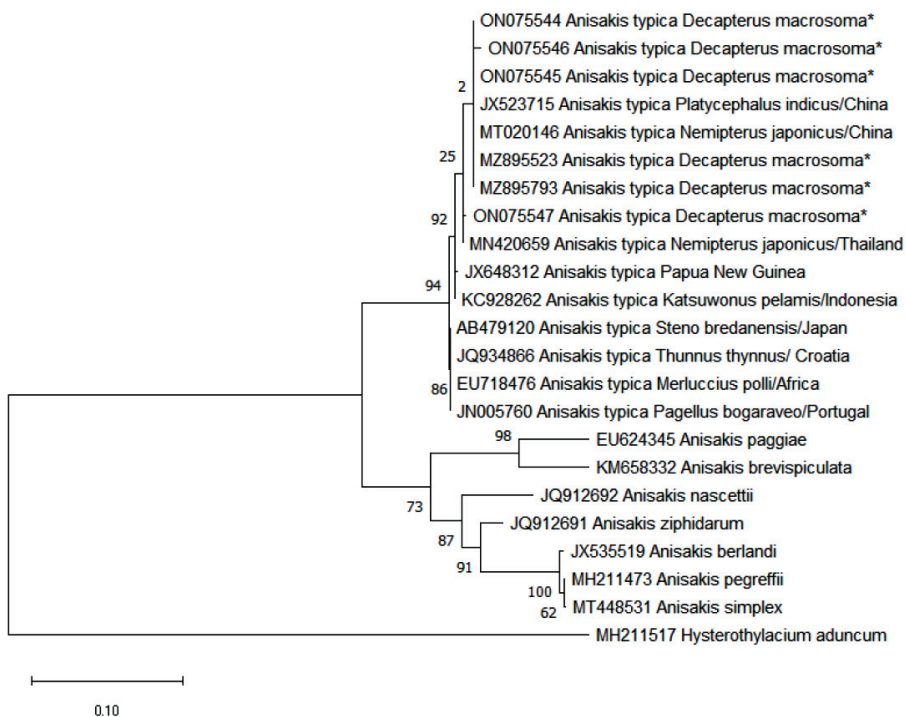 ON075544 Anisakis typica Decapterus macrosoma*
ON075546 Anisakis typica Decapterus macrosoma*
ON075545 Anisakis typica Decapterus macrosoma*
2
JX523715 Anisakis typica Platycephalus indicus/China
MT020146 Anisakis typica Nemipterus japonicus/China
25
MZ895523 Anisakis typica Decapterus macrosoma*
MZ895793 Anisakis typica Decapterus macrosoma*
92
ON075547 Anisakis typica Decapterus macrosoma*
MN420659 Anisakis typica Nemipterus japonicus/Thailand
JX648312 Anisakis typica Papua New Guinea
94
KC928262 Anisakis typica Katsuwonus pelamis/Indonesia
AB479120 Anisakis typica Steno bredanensis/Japan
JQ934866 Anisakis typica Thunnus thynnus/ Croatia
EU718476 Anisakis typica Merluccius polli/Africa
86
JN005760 Anisakis typica Pagellus bogaraveo/Portugal
98
EU624345 Anisakis paggiae
KM658332 Anisakis brevispiculata
JQ912692 Anisakis nascettii
73
JQ912691 Anisakis ziphidarum
87
JX535519 Anisakis berlandi
91
MH211473 Anisakis pegreffii
100
MT448531 Anisakis simplex
62
MH211517 Hysterothylacium aduncum
0.10